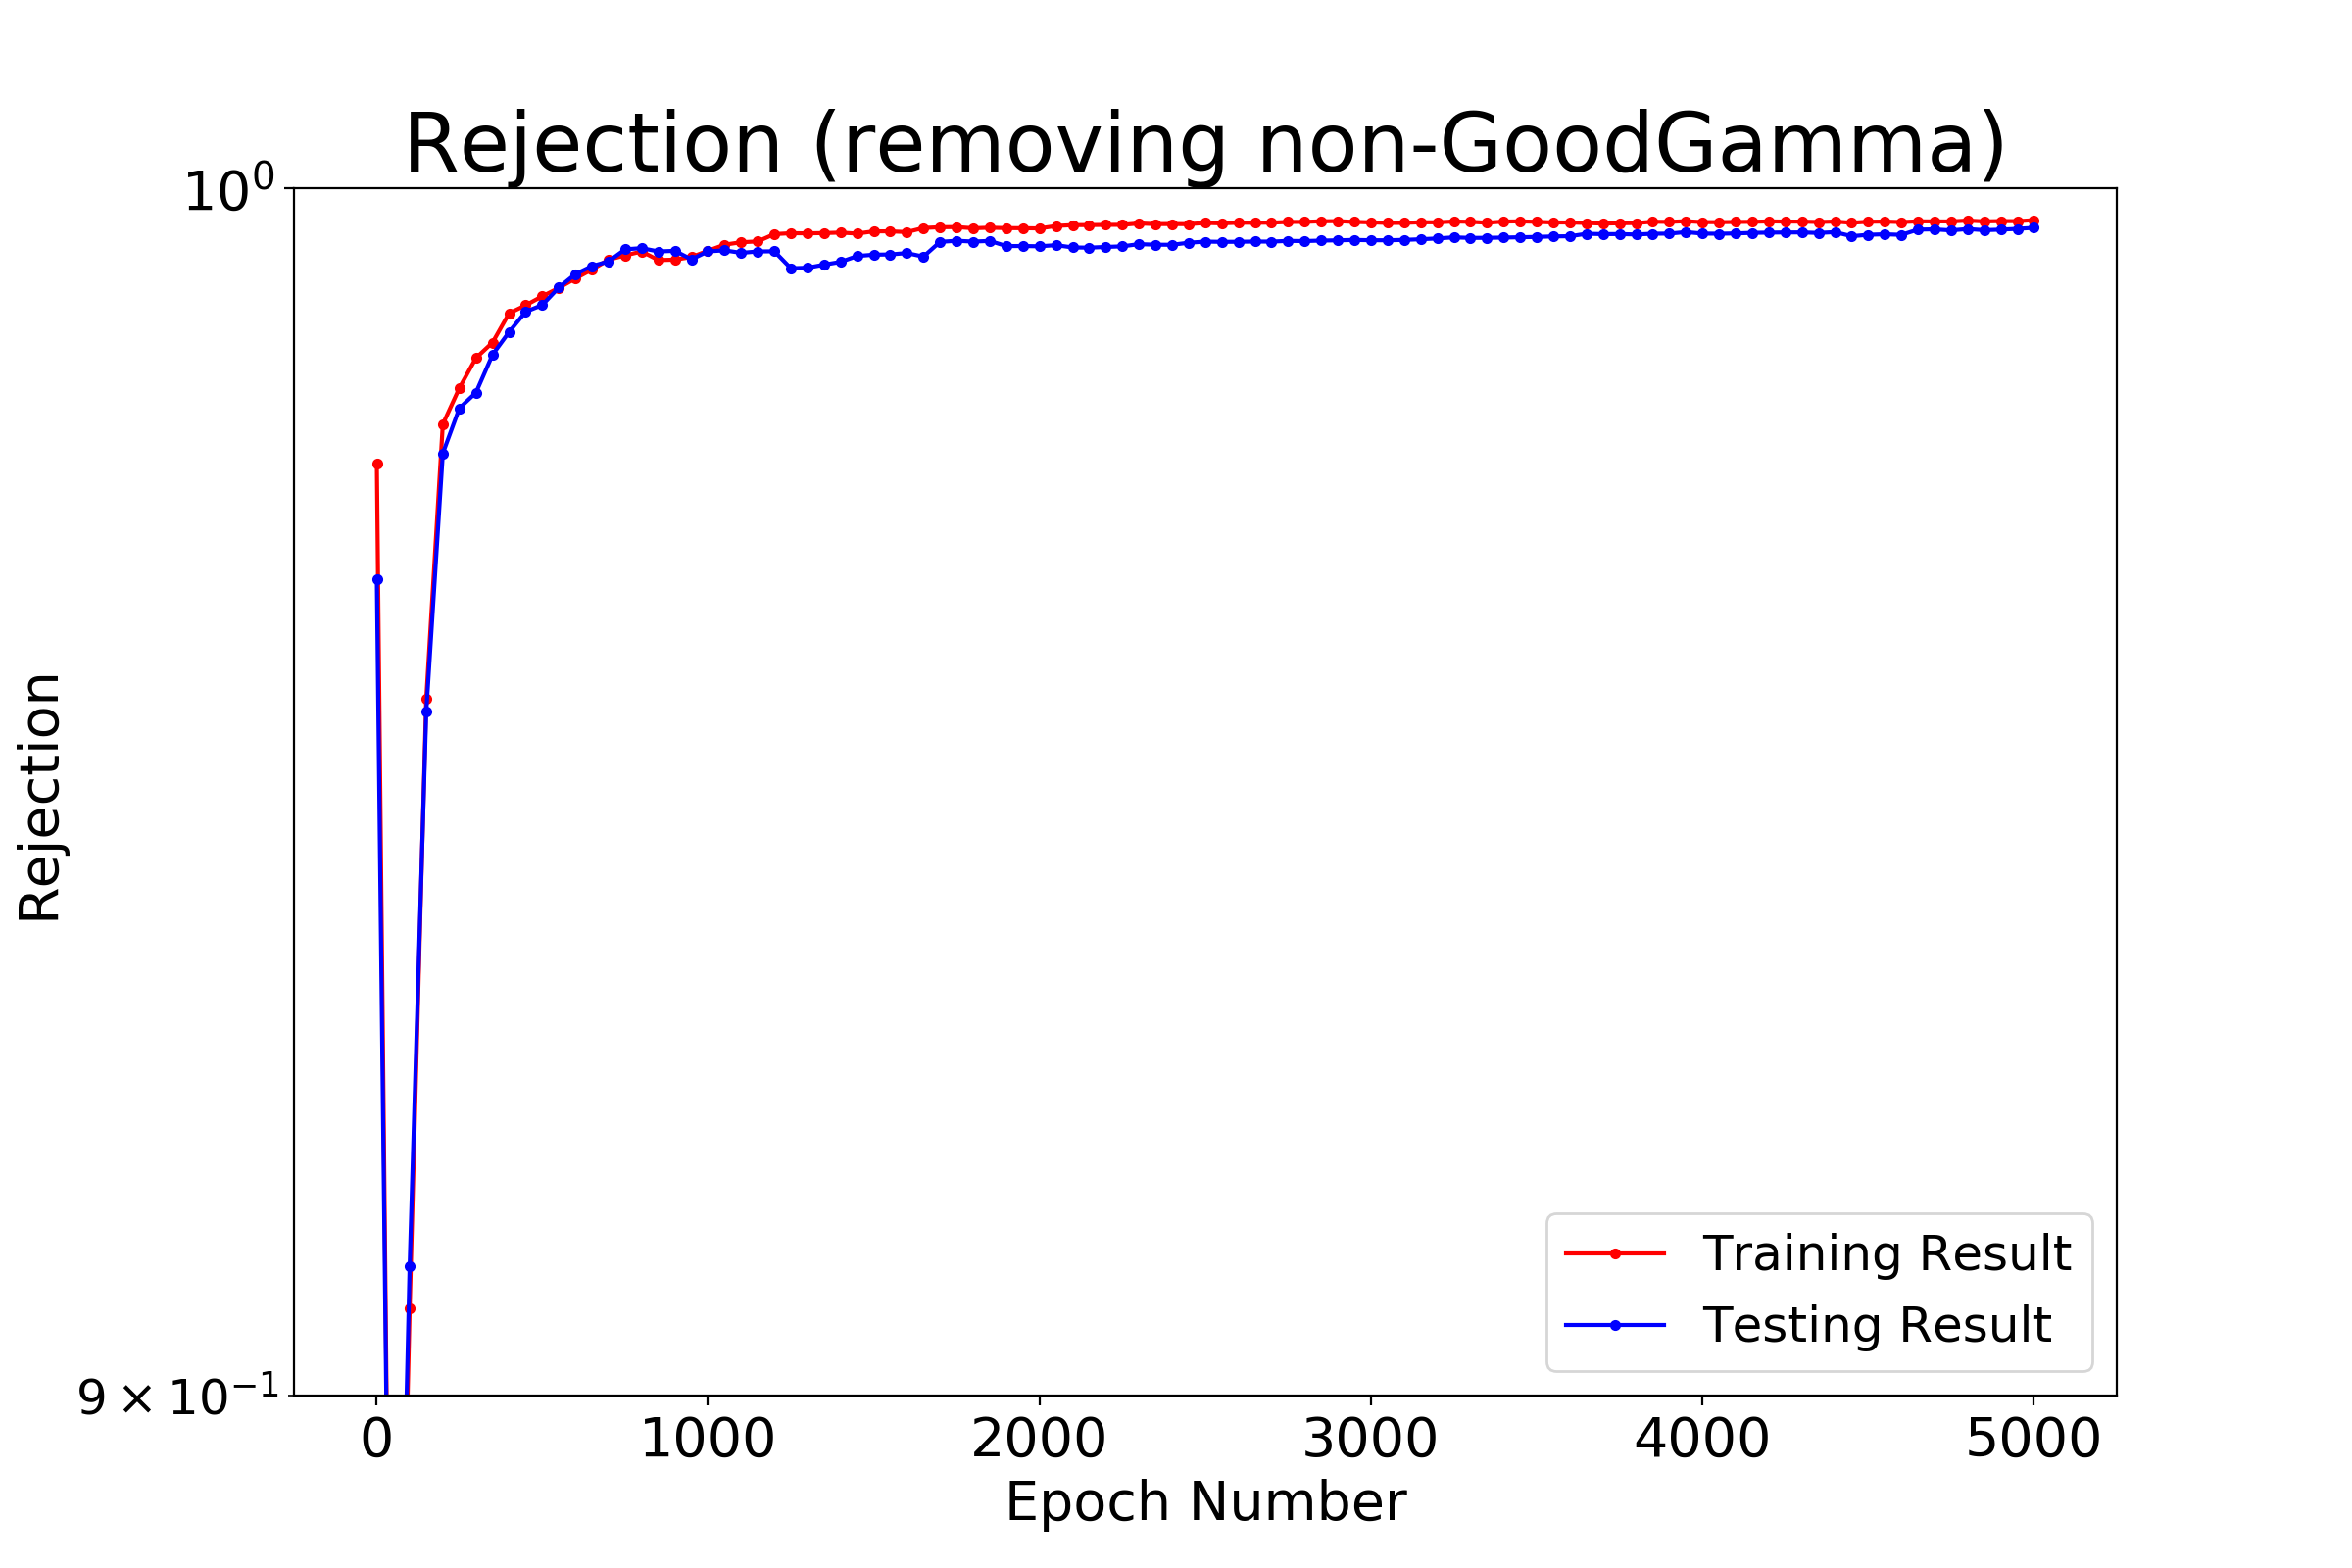 Rejection (removing non-GoodGamma)
10⁰
Rejection
9 × 10⁻¹
Training Result
Testing Result
0 1000 2000 3000 4000 5000
Epoch Number